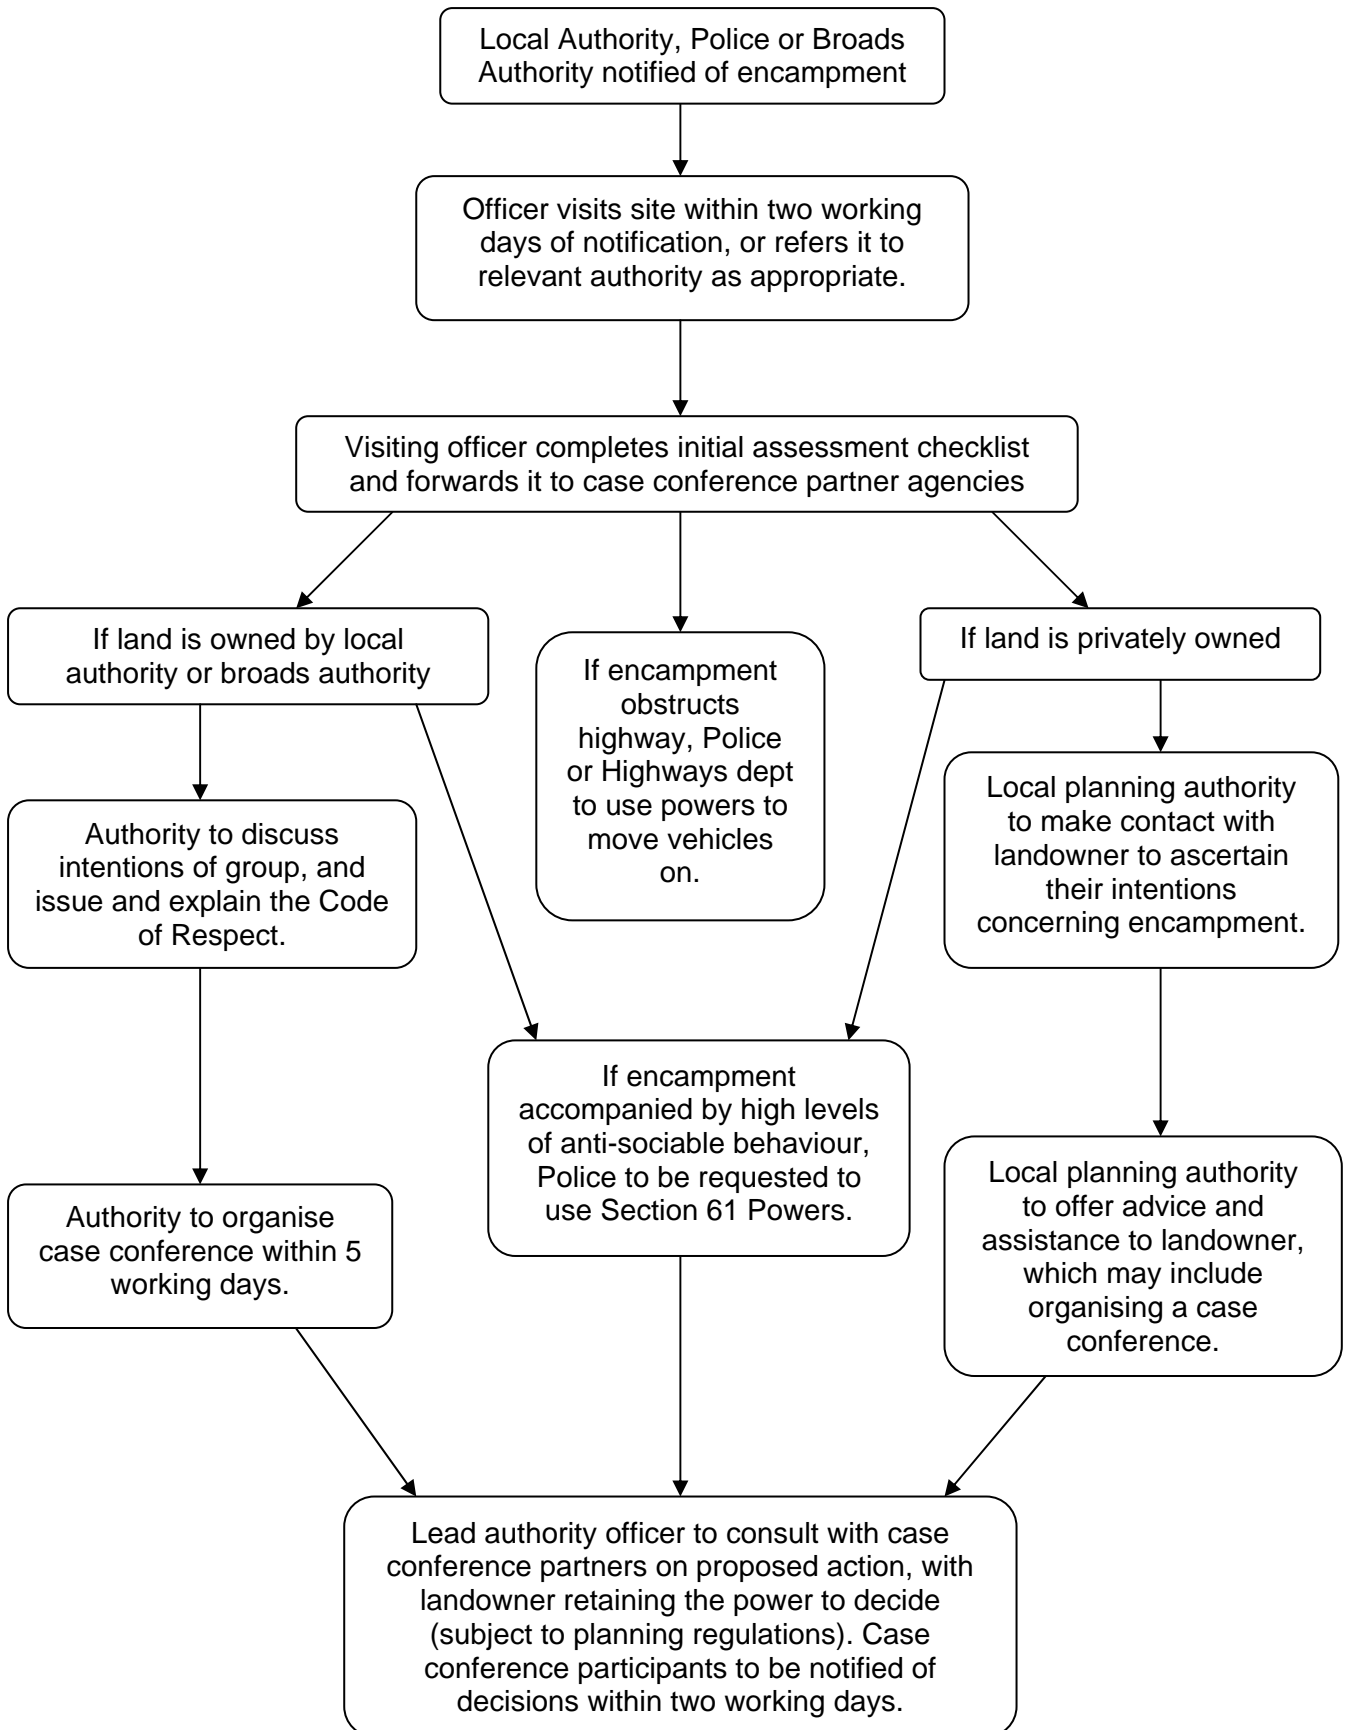 Local Authority, Police or Broads
Authority notified of encampment
Officer visits site within two working
days of notification, or refers it to
relevant authority as appropriate.
Visiting officer completes initial assessment checklist
and forwards it to case conference partner agencies
If land is owned by local
authority or broads authority
If encampment
obstructs
highway, Police
or Highways dept
to use powers to
move vehicles
on.
If land is privately owned
Authority to discuss
intentions of group, and
issue and explain the Code
of Respect.
Local planning authority
to make contact with
landowner to ascertain
their intentions
concerning encampment.
If encampment
accompanied by high levels
of anti-sociable behaviour,
Police to be requested to
use Section 61 Powers.
Authority to organise
case conference within 5
working days.
Local planning authority
to offer advice and
assistance to landowner,
which may include
organising a case
conference.
Lead authority officer to consult with case
conference partners on proposed action, with
landowner retaining the power to decide
(subject to planning regulations). Case
conference participants to be notified of
decisions within two working days.